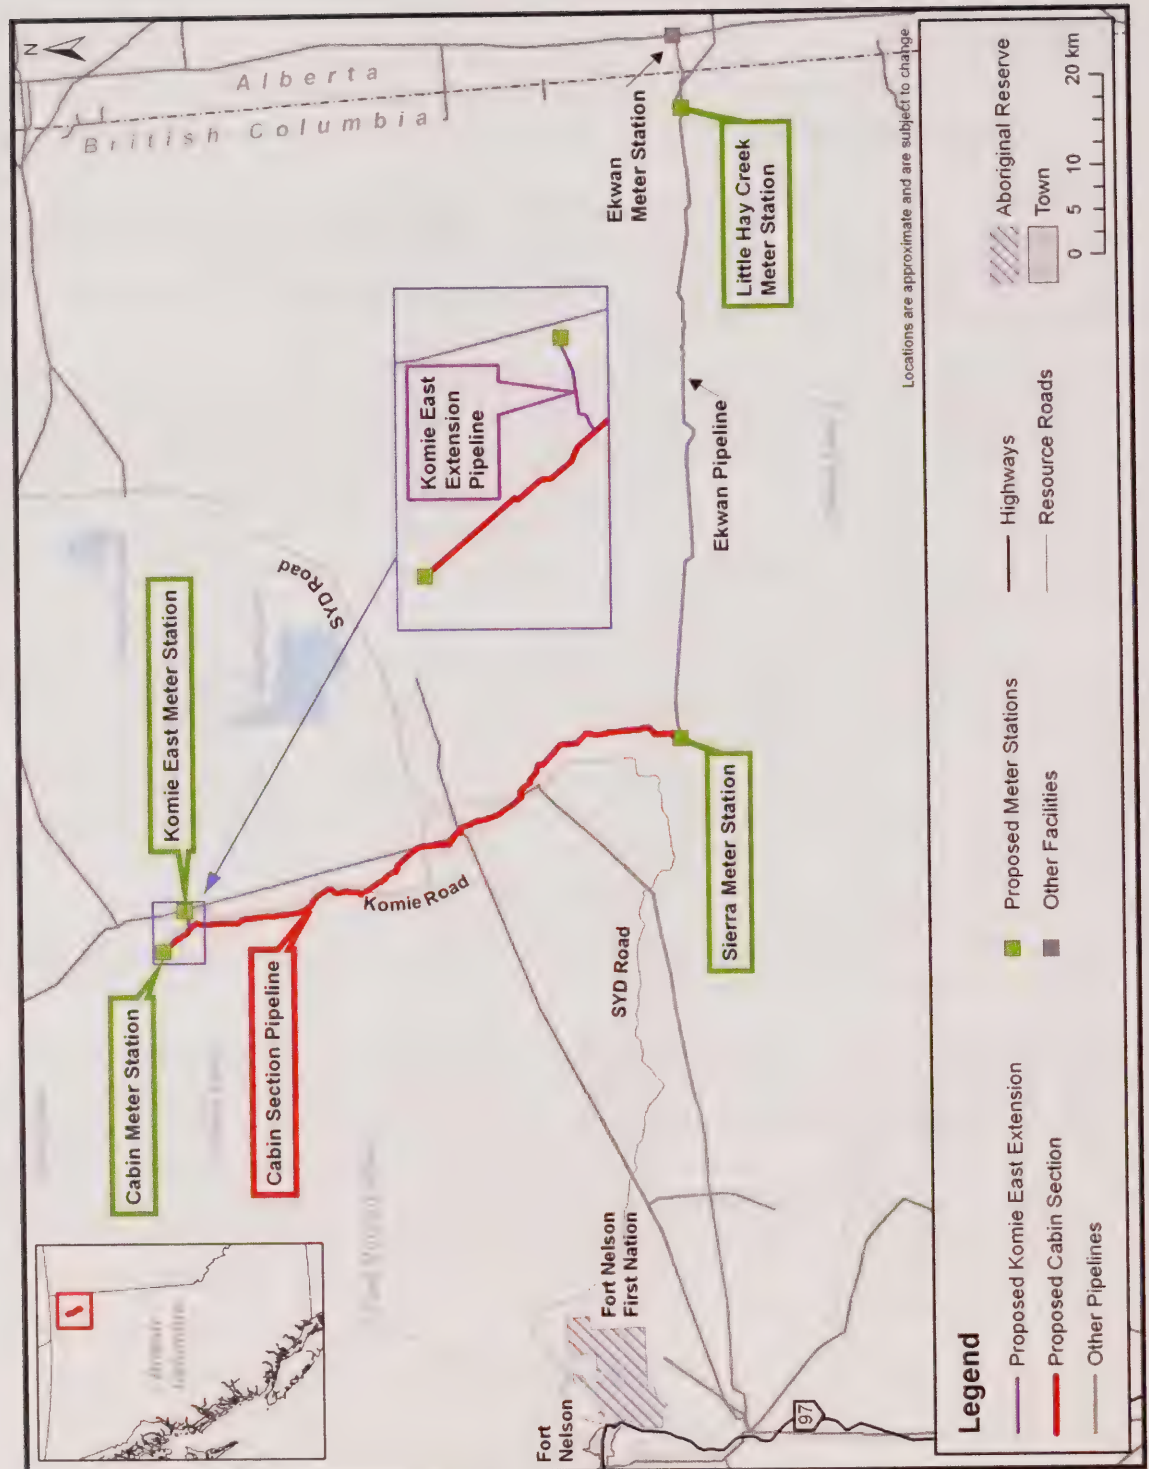 N
Alberta
British Columbia
Cabin Meter Station
Komie East Meter Station
Cabin Section Pipeline
Komie Road
SYD Road
Komie East
Extension
Pipeline
Ekwan
Meter Station
Little Hay Creek
Meter Station
Ekwan Pipeline
Sierra Meter Station
SYD Road
Fort Nelson
First Nation
Fort
Nelson
97
Locations are approximate and are subject to change
Legend
Proposed Komie East Extension
Proposed Cabin Section
Other Pipelines
Proposed Meter Stations
Other Facilities
Highways
Resource Roads
Aboriginal Reserve
Town
0 5 10 20 km